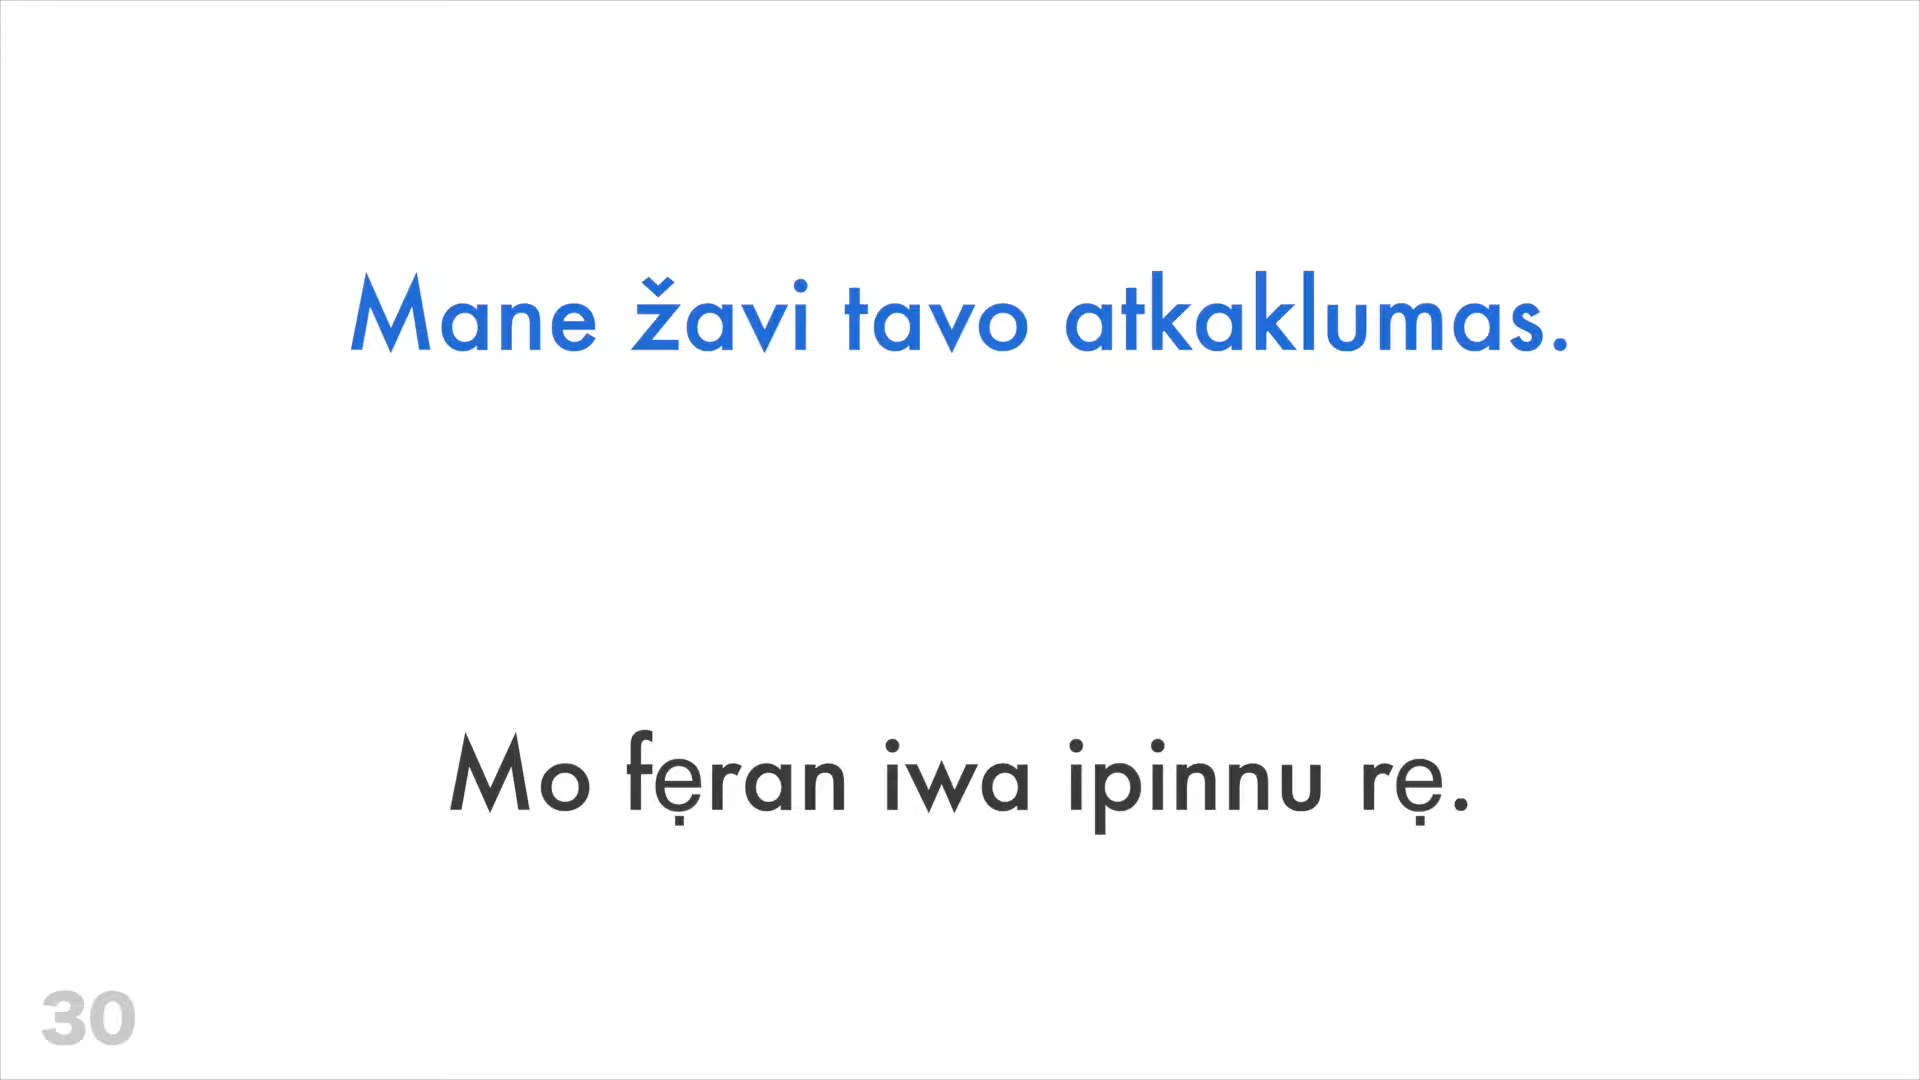 Mane žavi tavo atkaklumas.
Mo fẹran iwa ipinnu rẹ.
30